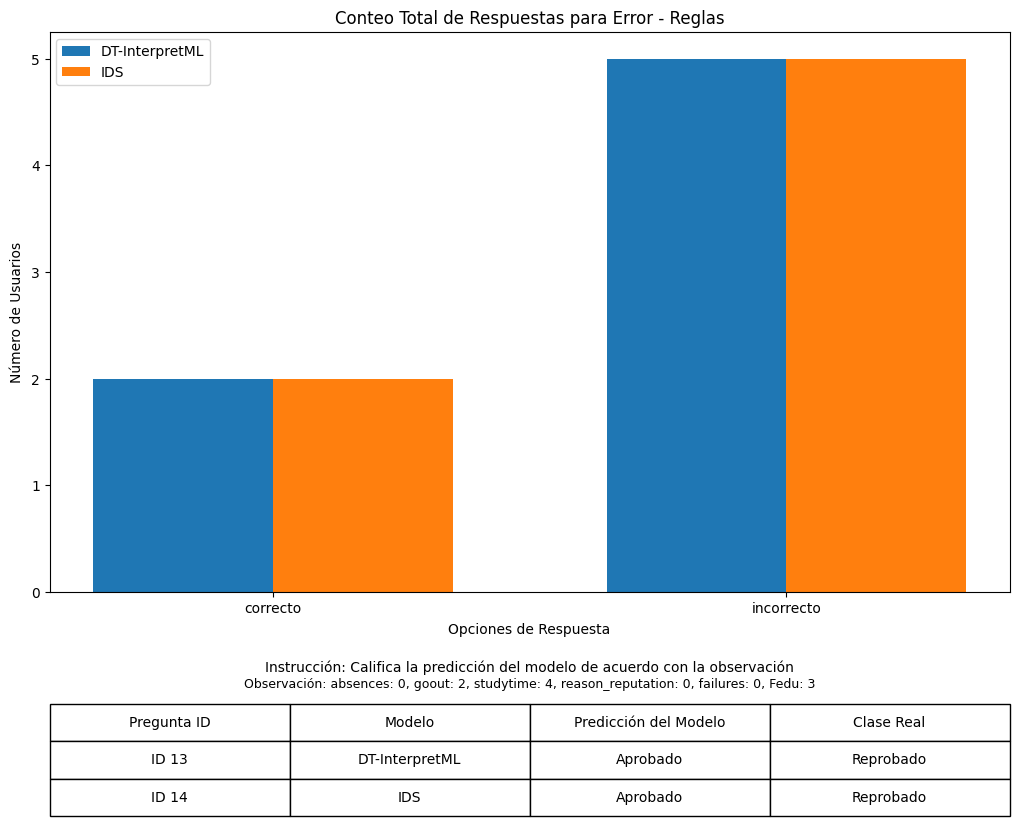 Conteo Total de Respuestas para Error - Reglas
DT-InterpretML
IDS
Número de Usuarios
5
4
3
2
1
0
correcto
incorrecto
Opciones de Respuesta
Instrucción: Califica la predicción del modelo de acuerdo con la observación
Observación: absences: 0, goout: 2, studytime: 4, reason_reputation: 0, failures: 0, Fedu: 3
Pregunta ID Modelo Predicción del Modelo Clase Real
ID 13 DT-InterpretML Aprobado Reprobado
ID 14 IDS Aprobado Reprobado